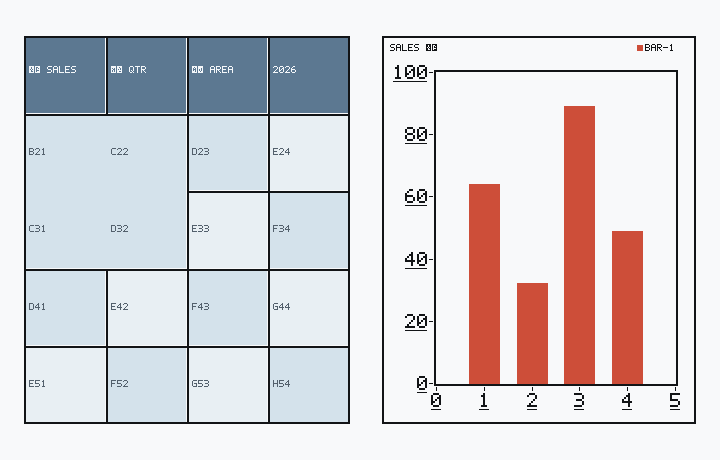 SALES QTR AREA 2026
B21 C22 D23 E24
C31 D32 E33 F34
D41 E42 F43 G44
E51 F52 G53 H54
SALES
BAR-1
100
80
60
40
20
0
0 1 2 3 4 5